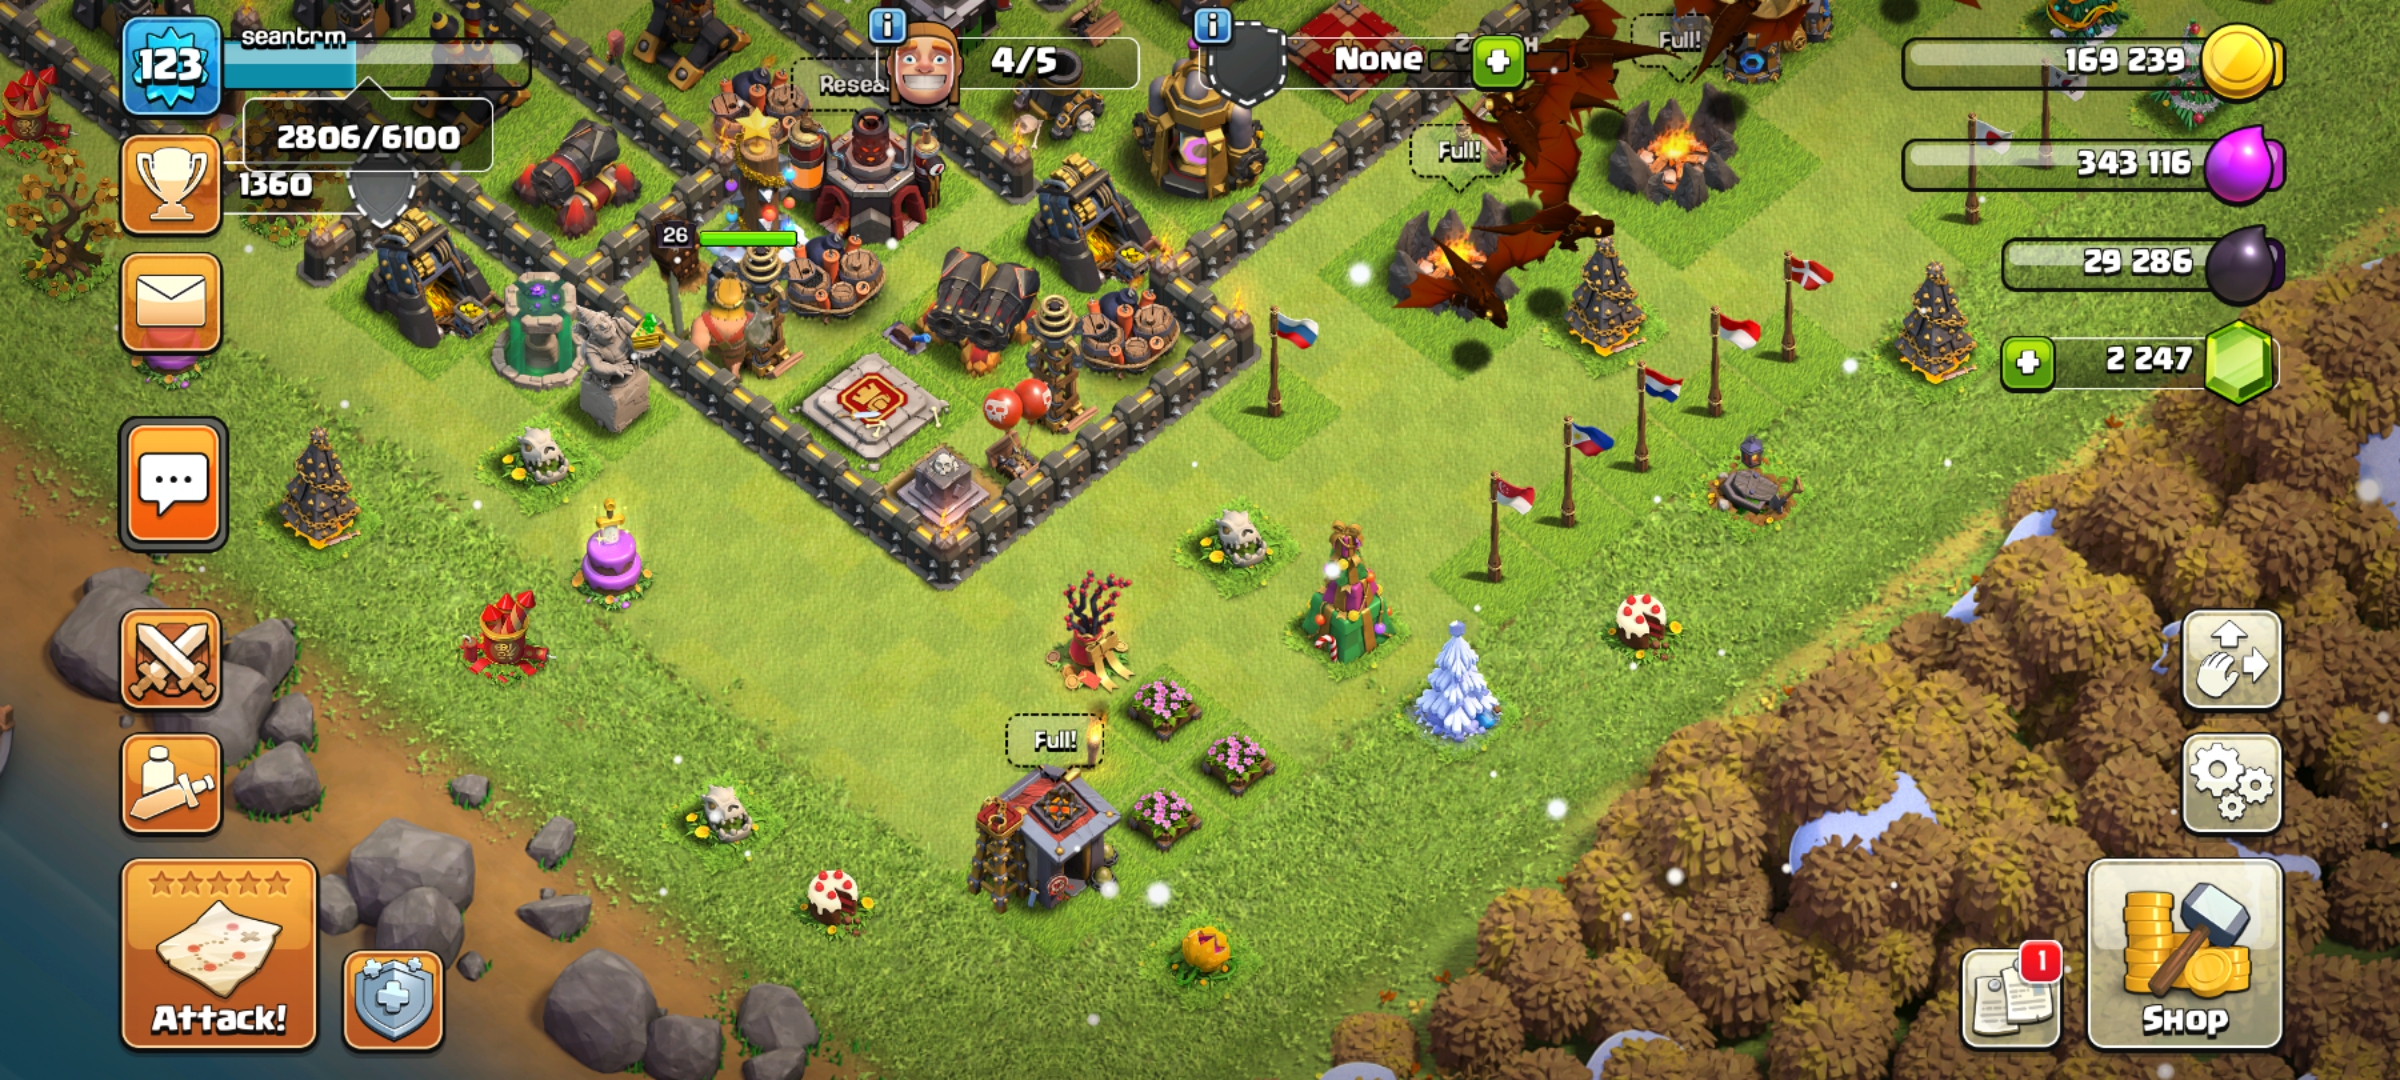 123
seantrm
2806/6100
1360
4/5
None
169 239
343 116
29 286
2 247
Resea
Full!
Full!
26
Full!
Attack!
1
Shop